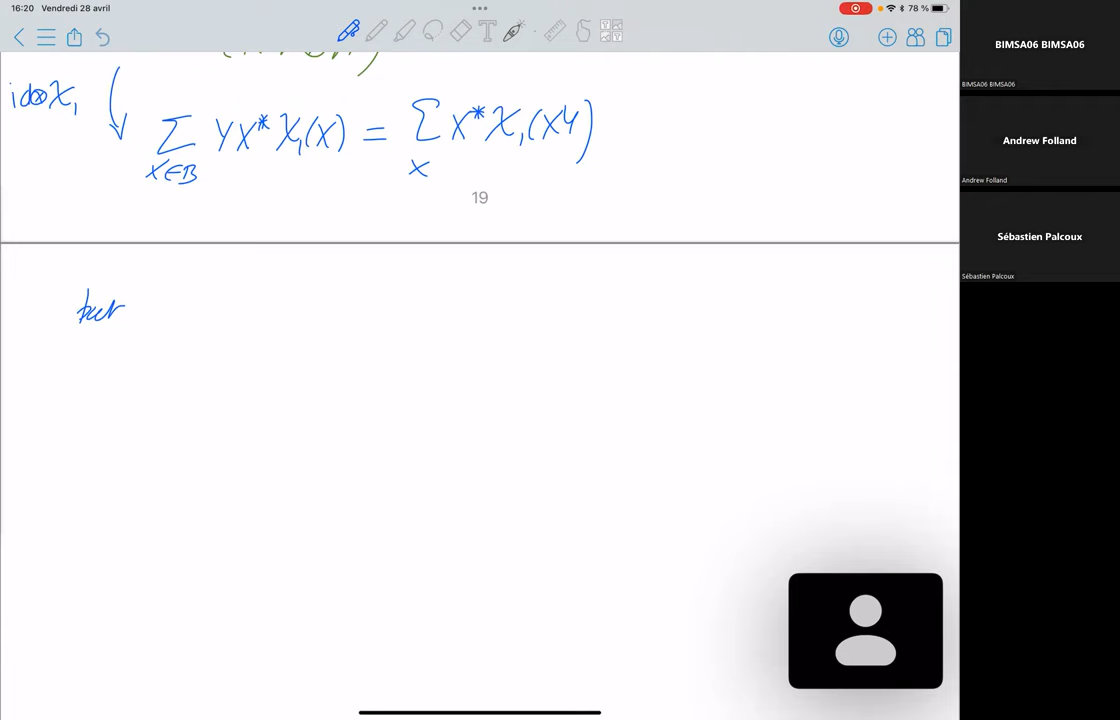 16:20 Vendredi 28 avril
78 %
id⊗χ₁
∑ YX* χ₁(X) = ∑ X* χ₁(XY)
X∈B X
19
but
BIMSA06 BIMSA06
BIMSA06 BIMSA06
Andrew Folland
Andrew Folland
Sébastien Palcoux
Sébastien Palcoux